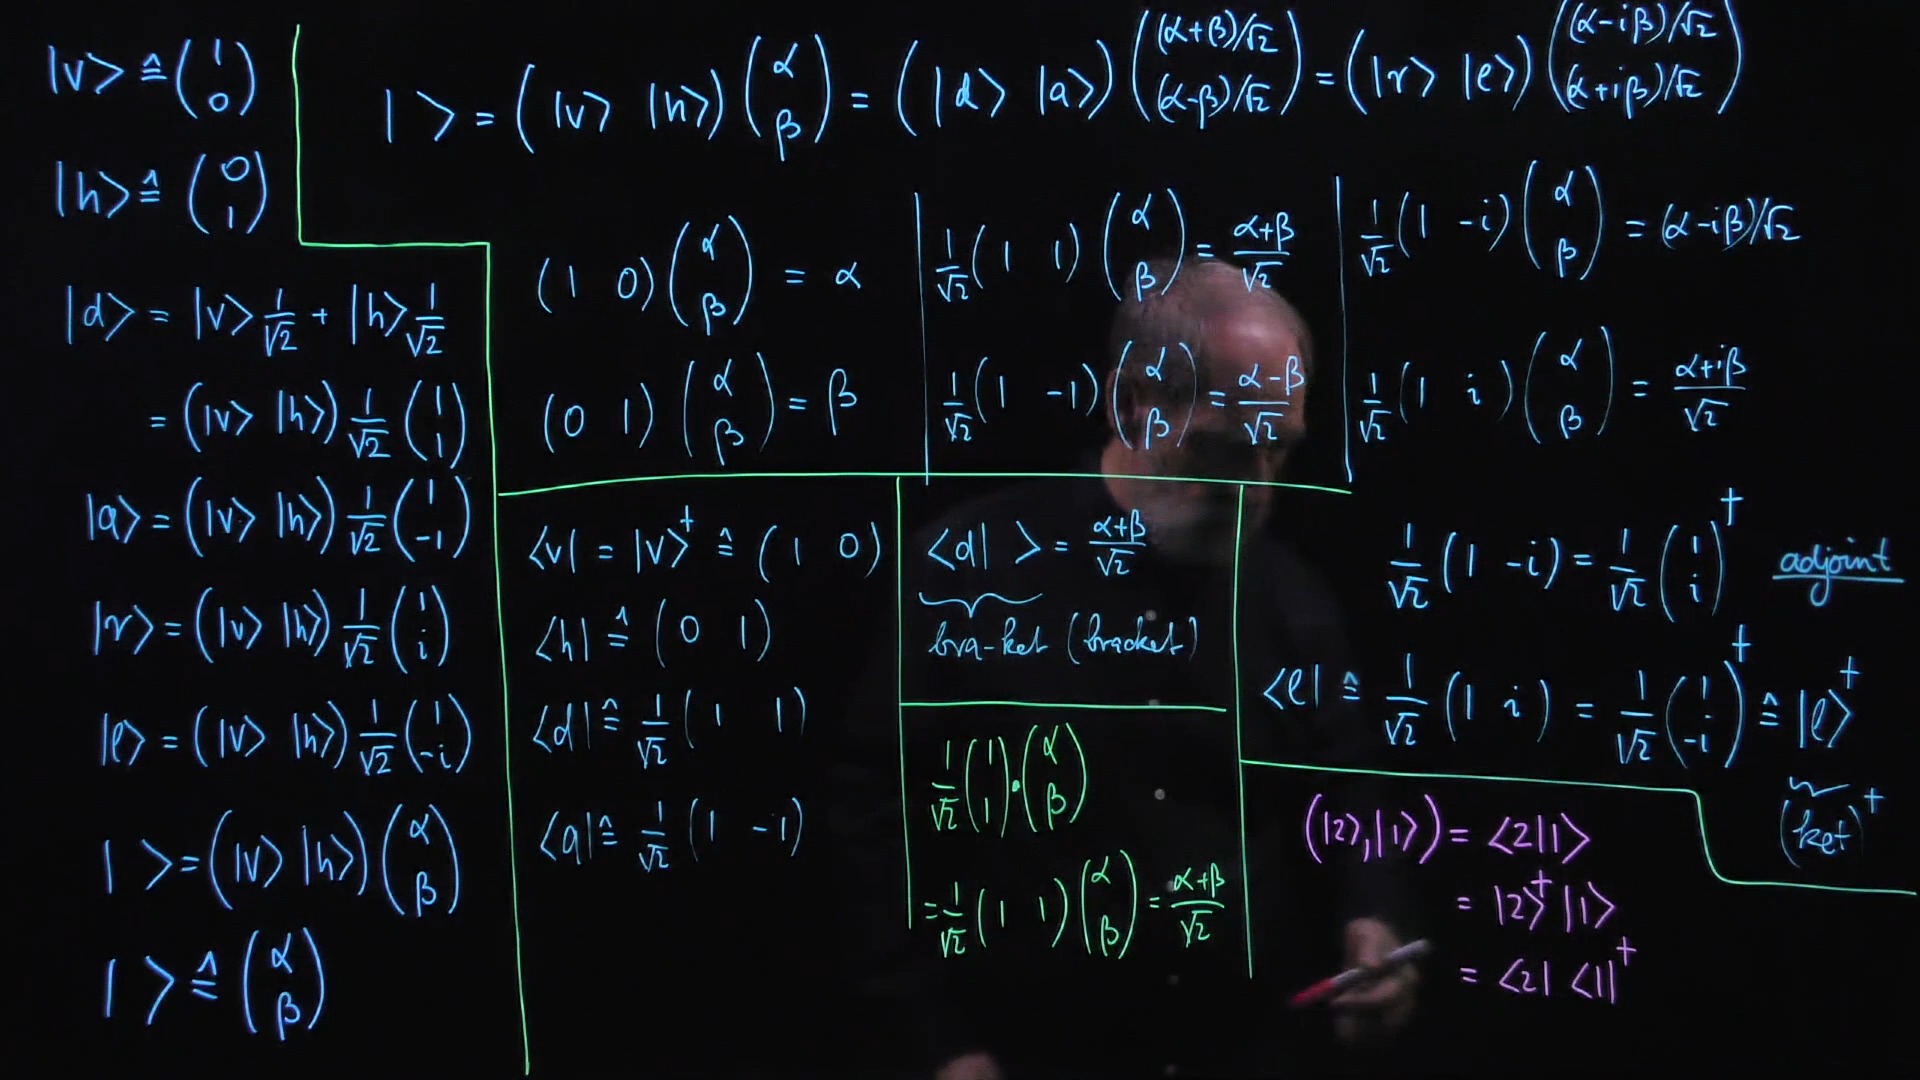 |v> ≙ (1 0)
|h> ≙ (0 1)
|d> = |v> 1/√2 + |h> 1/√2
= (|v> |h>) 1/√2 (1 1)
|a> = (|v> |h>) 1/√2 (1 -1)
|r> = (|v> |h>) 1/√2 (1 i)
|ℓ> = (|v> |h>) 1/√2 (1 -i)
| > = (|v> |h>) (α β)
| > ≙ (α β)
| > = (|v> |h>) (α β) = (|d> |a>) ((α+β)/√2 (α-β)/√2) = (|r> |ℓ>) ((α-iβ)/√2 (α+iβ)/√2)
(1 0) (α β) = α
(0 1) (α β) = β
1/√2 (1 1) (α β) = α+β/√2
1/√2 (1 -1) (α β) = α-β/√2
1/√2 (1 -i) (α β) = (α-iβ)/√2
1/√2 (1 i) (α β) = α+iβ/√2
<v| = |v>† ≙ (1 0)
<h| ≙ (0 1)
<d| ≙ 1/√2 (1 1)
<a| ≙ 1/√2 (1 -1)
<d| > = α+β/√2
bra-ket (bracket)
1/√2 (1 1) · (α β)
= 1/√2 (1 1) (α β) = α+β/√2
1/√2 (1 -i) = 1/√2 (1 i)† adjoint
<ℓ| ≙ 1/√2 (1 i) = 1/√2 (1 -i)† ≙ |ℓ>†
(ket)†
(|2>,|1>) = <2|1>
= |2>† |1>
= <2| <1|†